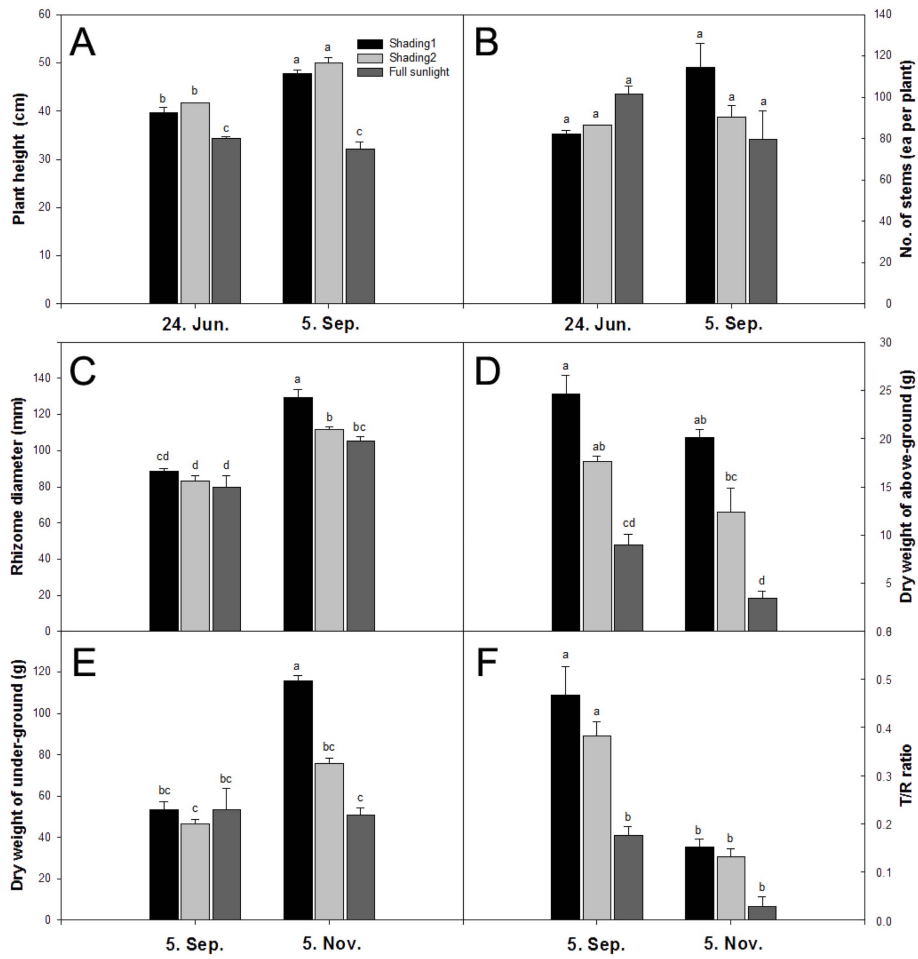 A
Plant height (cm)
60
50
40
30
20
10
0
b
b
c
a
a
c
Shading1
Shading2
Full sunlight
24. Jun.
5. Sep.
B
No. of stems (ea per plant)
140
120
100
80
60
40
20
0
a
a
a
a
a
a
24. Jun.
5. Sep.
C
Rhizome diameter (mm)
140
120
100
80
60
40
20
0
cd
d
d
a
b
bc
D
Dry weight of above-ground (g)
30
25
20
15
10
5
a
ab
cd
ab
bc
d
E
Dry weight of under-ground (g)
120
100
80
60
40
20
0
bc
c
bc
a
bc
c
5. Sep.
5. Nov.
F
T/R ratio
0.6
0.5
0.4
0.3
0.2
0.1
0.0
a
a
b
b
b
b
5. Sep.
5. Nov.